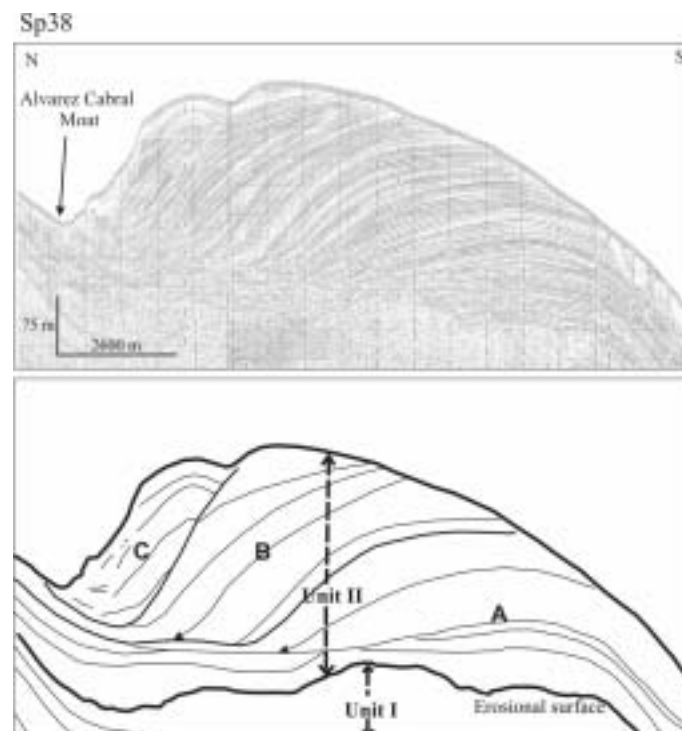 Sp38
N
S
Alvarez Cabral
Moat
75 m
2600 m
C
B
Unit II
A
Unit I
Erosional surface